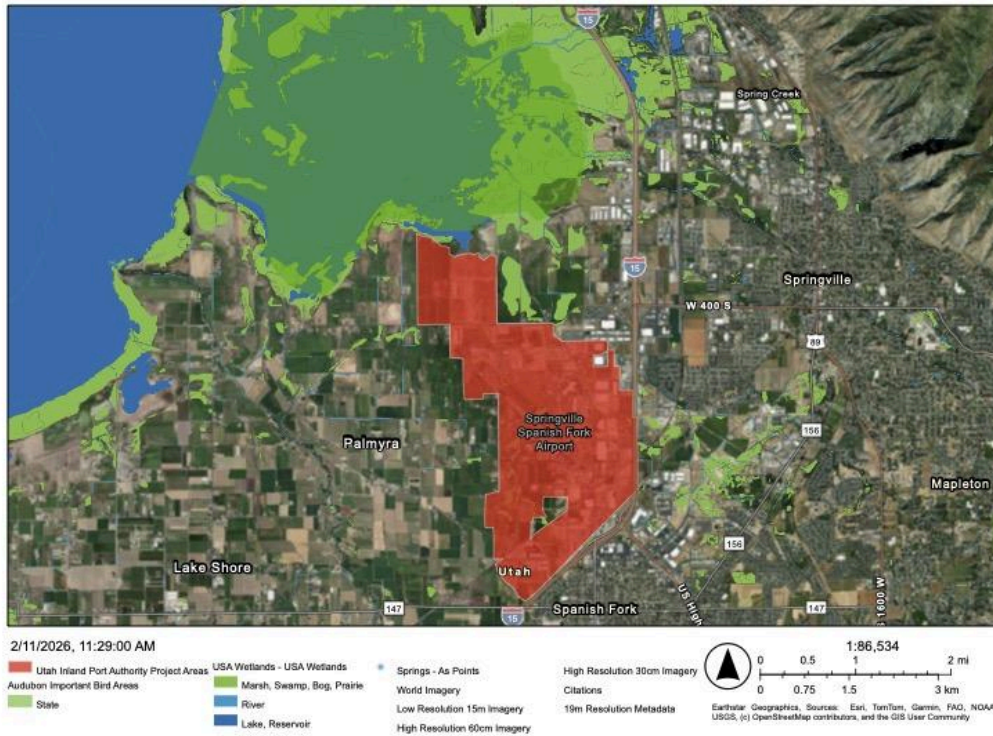 15
Spring Creek
15
Springville
W 400 S
89
Springville
Spanish Fork
Airport
156
Palmyra
Mapleton
156
Lake Shore
Utah
US High
147
Spanish Fork
147
S 1600 W
15
2/11/2026, 11:29:00 AM
Utah Inland Port Authority Project Areas
Audubon Important Bird Areas
State
USA Wetlands - USA Wetlands
Marsh, Swamp, Bog, Prairie
River
Lake, Reservoir
Springs - As Points
World Imagery
Low Resolution 15m Imagery
High Resolution 60cm Imagery
High Resolution 30cm Imagery
Citations
19m Resolution Metadata
1:86,534
0 0.5 1 2 mi
0 0.75 1.5 3 km
Earthstar Geographics, Sources: Esri, TomTom, Garmin, FAO, NOAA,
USGS, (c) OpenStreetMap contributors, and the GIS User Community